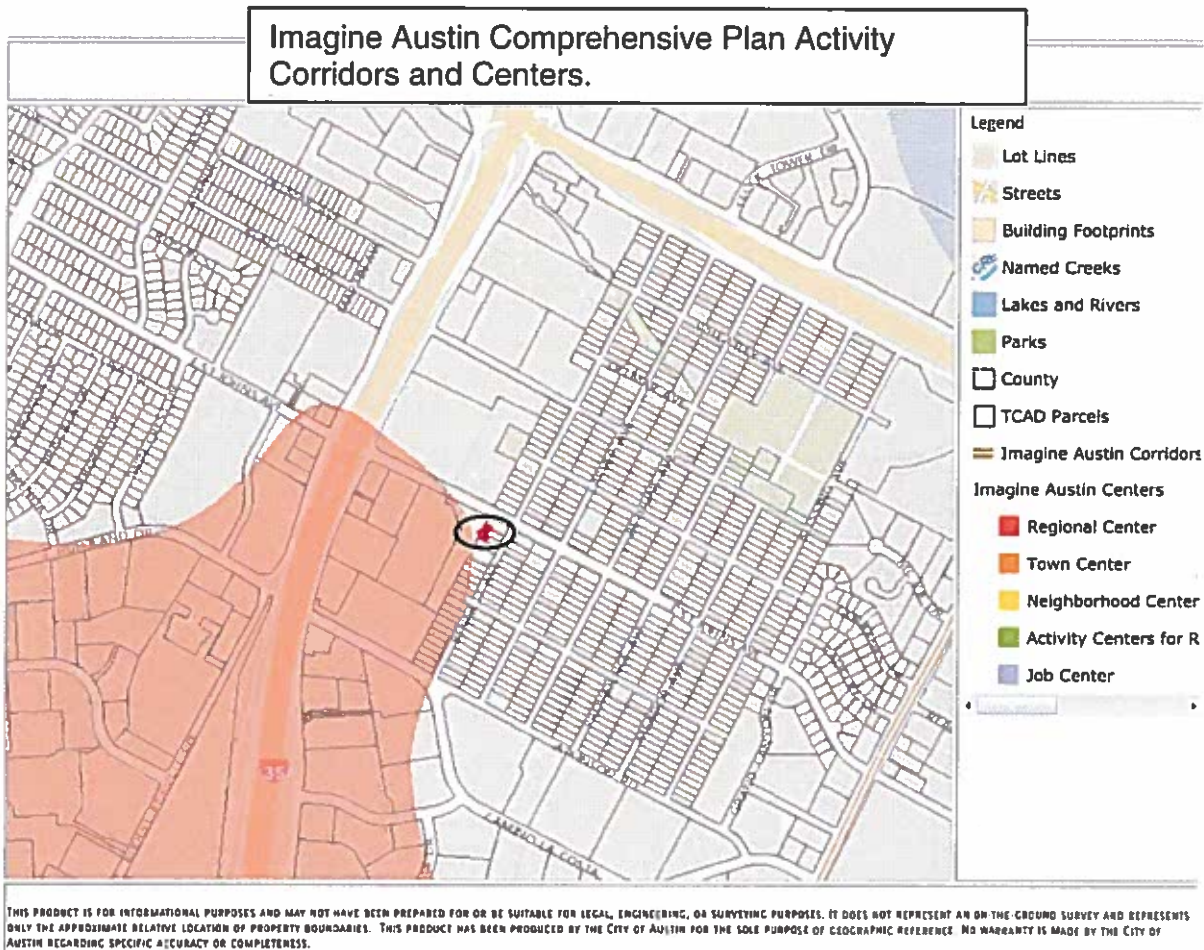 Imagine Austin Comprehensive Plan Activity
Corridors and Centers.
Legend
Lot Lines
Streets
Building Footprints
Named Creeks
Lakes and Rivers
Parks
County
TCAD Parcels
Imagine Austin Corridors
Imagine Austin Centers
Regional Center
Town Center
Neighborhood Center
Activity Centers for R
Job Center
TOWER
ST JOHNS AV
35
CAMINO LA COSTA
THIS PRODUCT IS FOR INFORMATIONAL PURPOSES AND MAY NOT HAVE BEEN PREPARED FOR OR BE SUITABLE FOR LEGAL, ENGINEERING, OR SURVEYING PURPOSES. IT DOES NOT REPRESENT AN ON-THE-GROUND SURVEY AND REPRESENTS
ONLY THE APPROXIMATE RELATIVE LOCATION OF PROPERTY BOUNDARIES. THIS PRODUCT HAS BEEN PRODUCED BY THE CITY OF AUSTIN FOR THE SOLE PURPOSE OF GEOGRAPHIC REFERENCE. NO WARRANTY IS MADE BY THE CITY OF
AUSTIN REGARDING SPECIFIC ACCURACY OR COMPLETENESS.